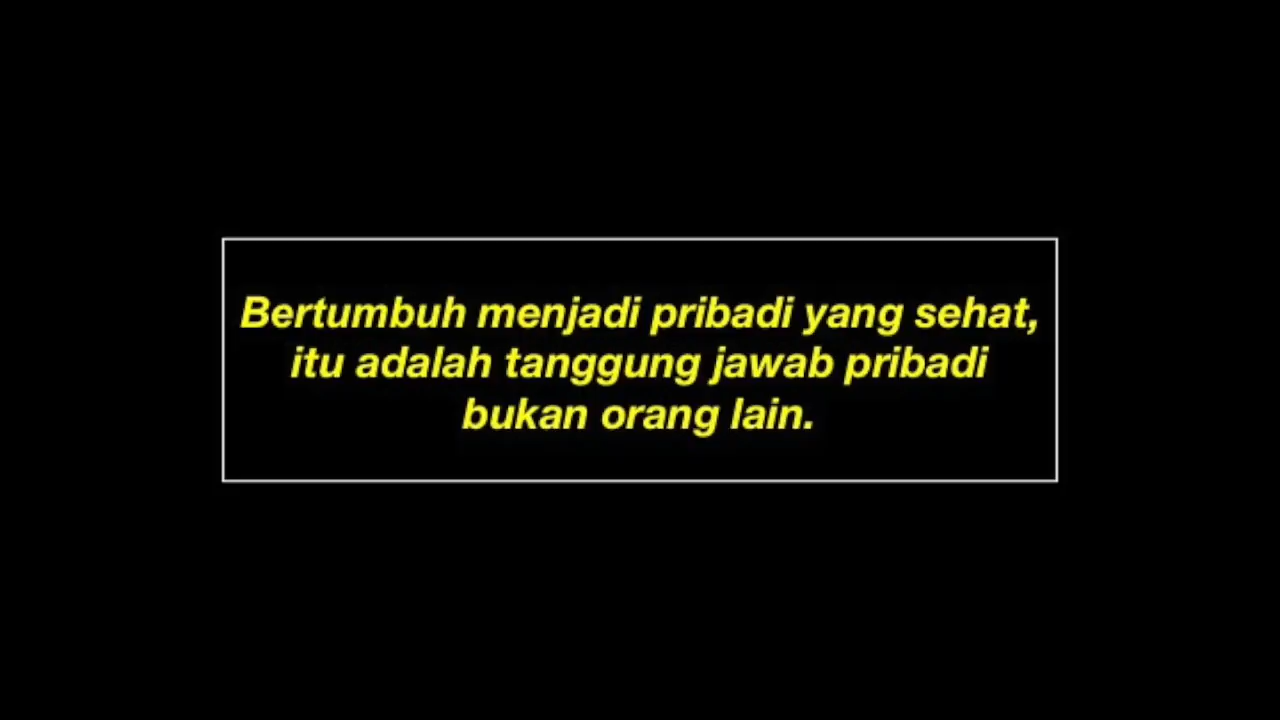 Bertumbuh menjadi pribadi yang sehat,
itu adalah tanggung jawab pribadi
bukan orang lain.